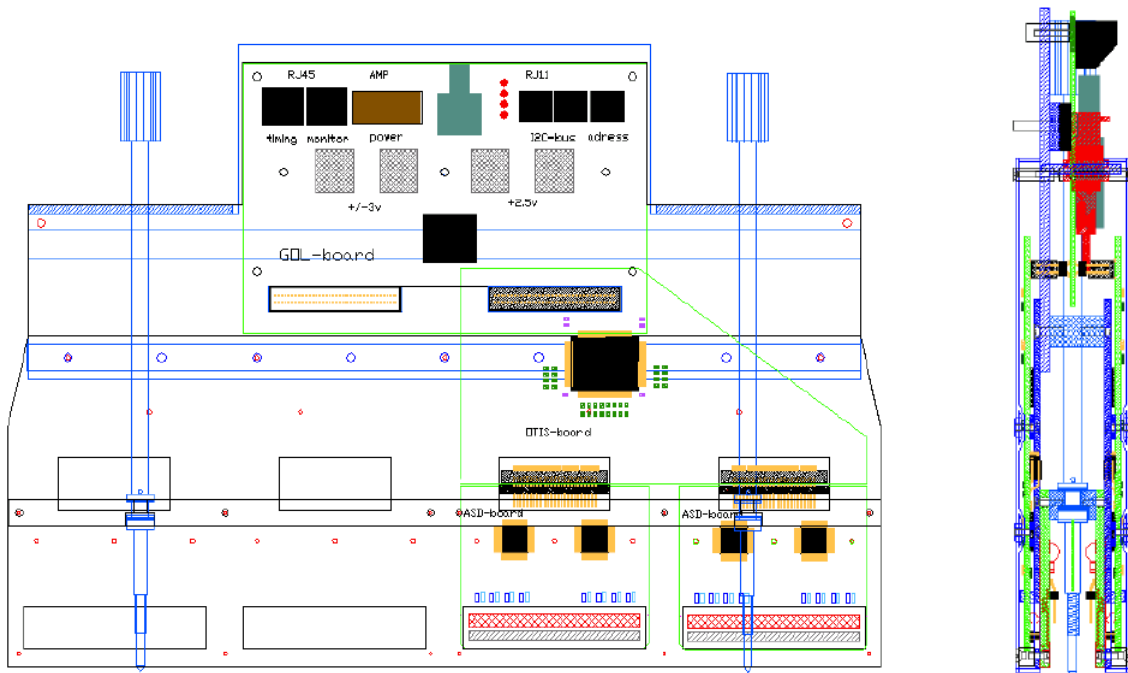 RJ45 AMP RJ11
timing monitor power I2C-bus adress
+/-3v +2.5v
GOL-board
OTIS-board
ASD-board ASD-board